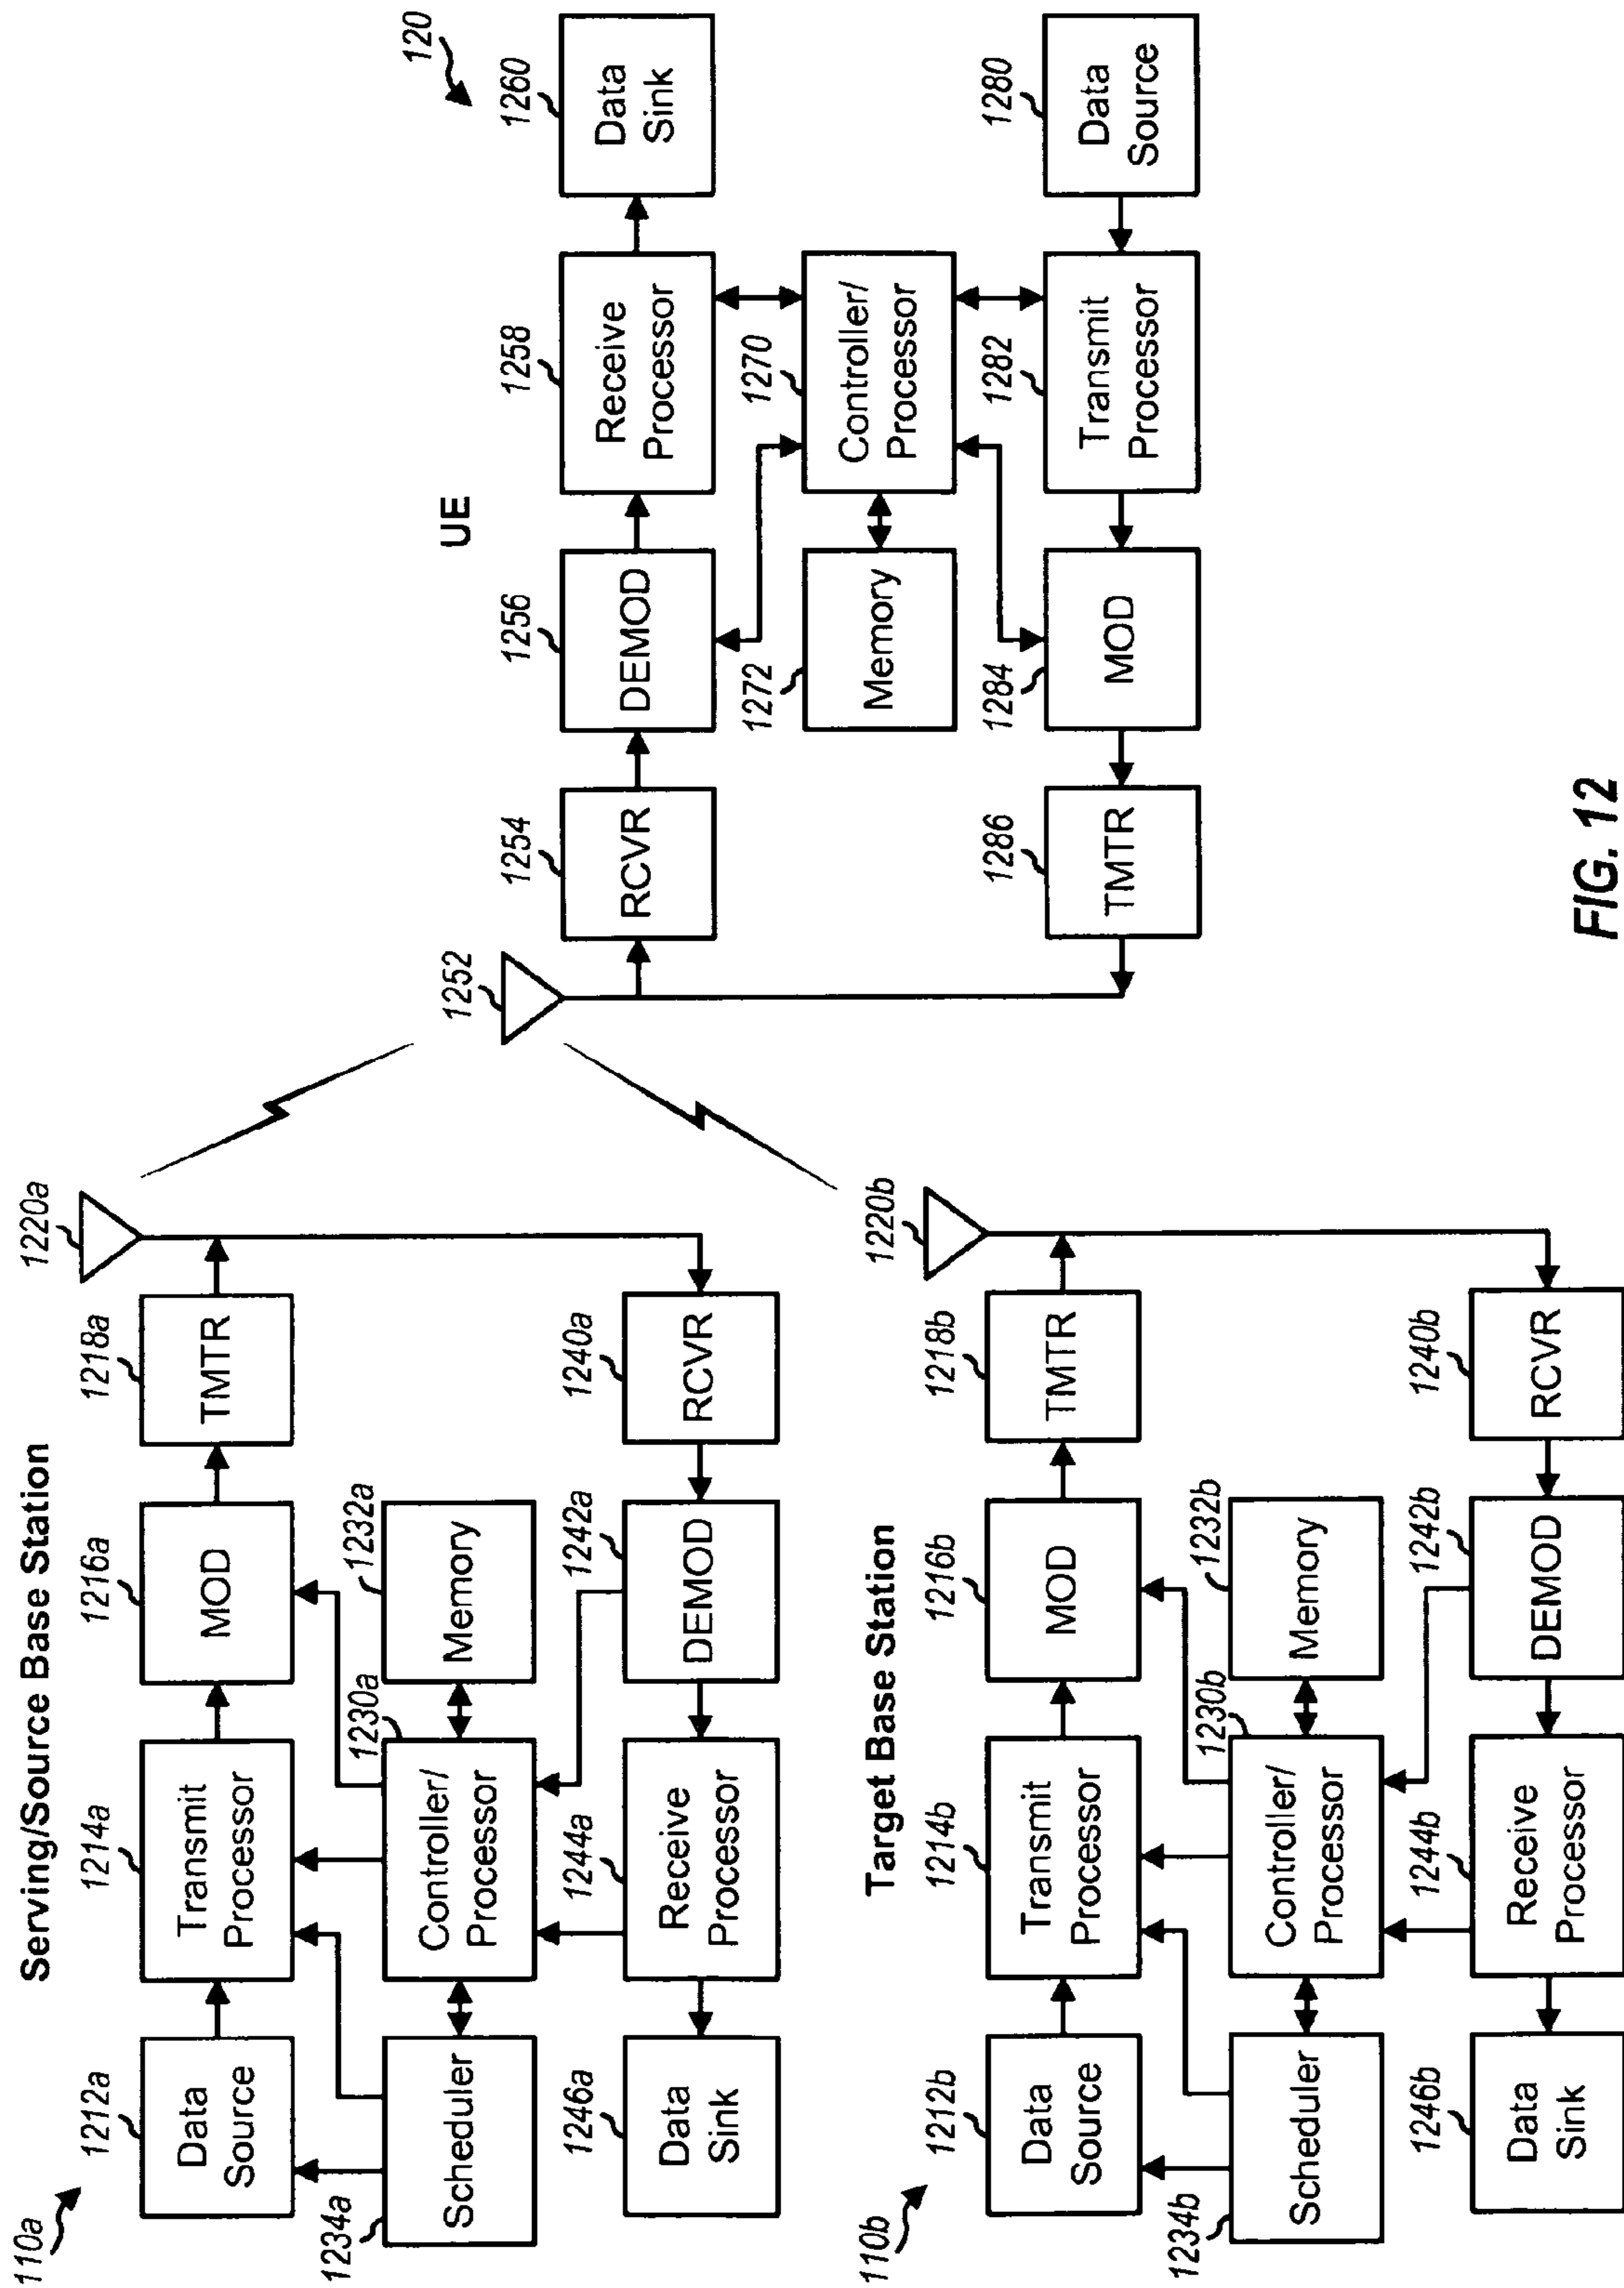 Serving/Source Base Station
110a
1212a
1214a
1216a
1218a
1220a
Data
Source
Transmit
Processor
MOD
TMTR
1234a
1230a
1232a
Scheduler
Controller/
Processor
Memory
1246a
1244a
1242a
1240a
Data
Sink
Receive
Processor
DEMOD
RCVR
Target Base Station
110b
1212b
1214b
1216b
1218b
1220b
Data
Source
Transmit
Processor
MOD
TMTR
1234b
1230b
1232b
Scheduler
Controller/
Processor
Memory
1246b
1244b
1242b
1240b
Data
Sink
Receive
Processor
DEMOD
RCVR
UE
120
1252
1254
1256
1258
1260
RCVR
DEMOD
Receive
Processor
Data
Sink
1272
1270
Memory
Controller/
Processor
1286
1284
1282
1280
TMTR
MOD
Transmit
Processor
Data
Source
FIG. 12